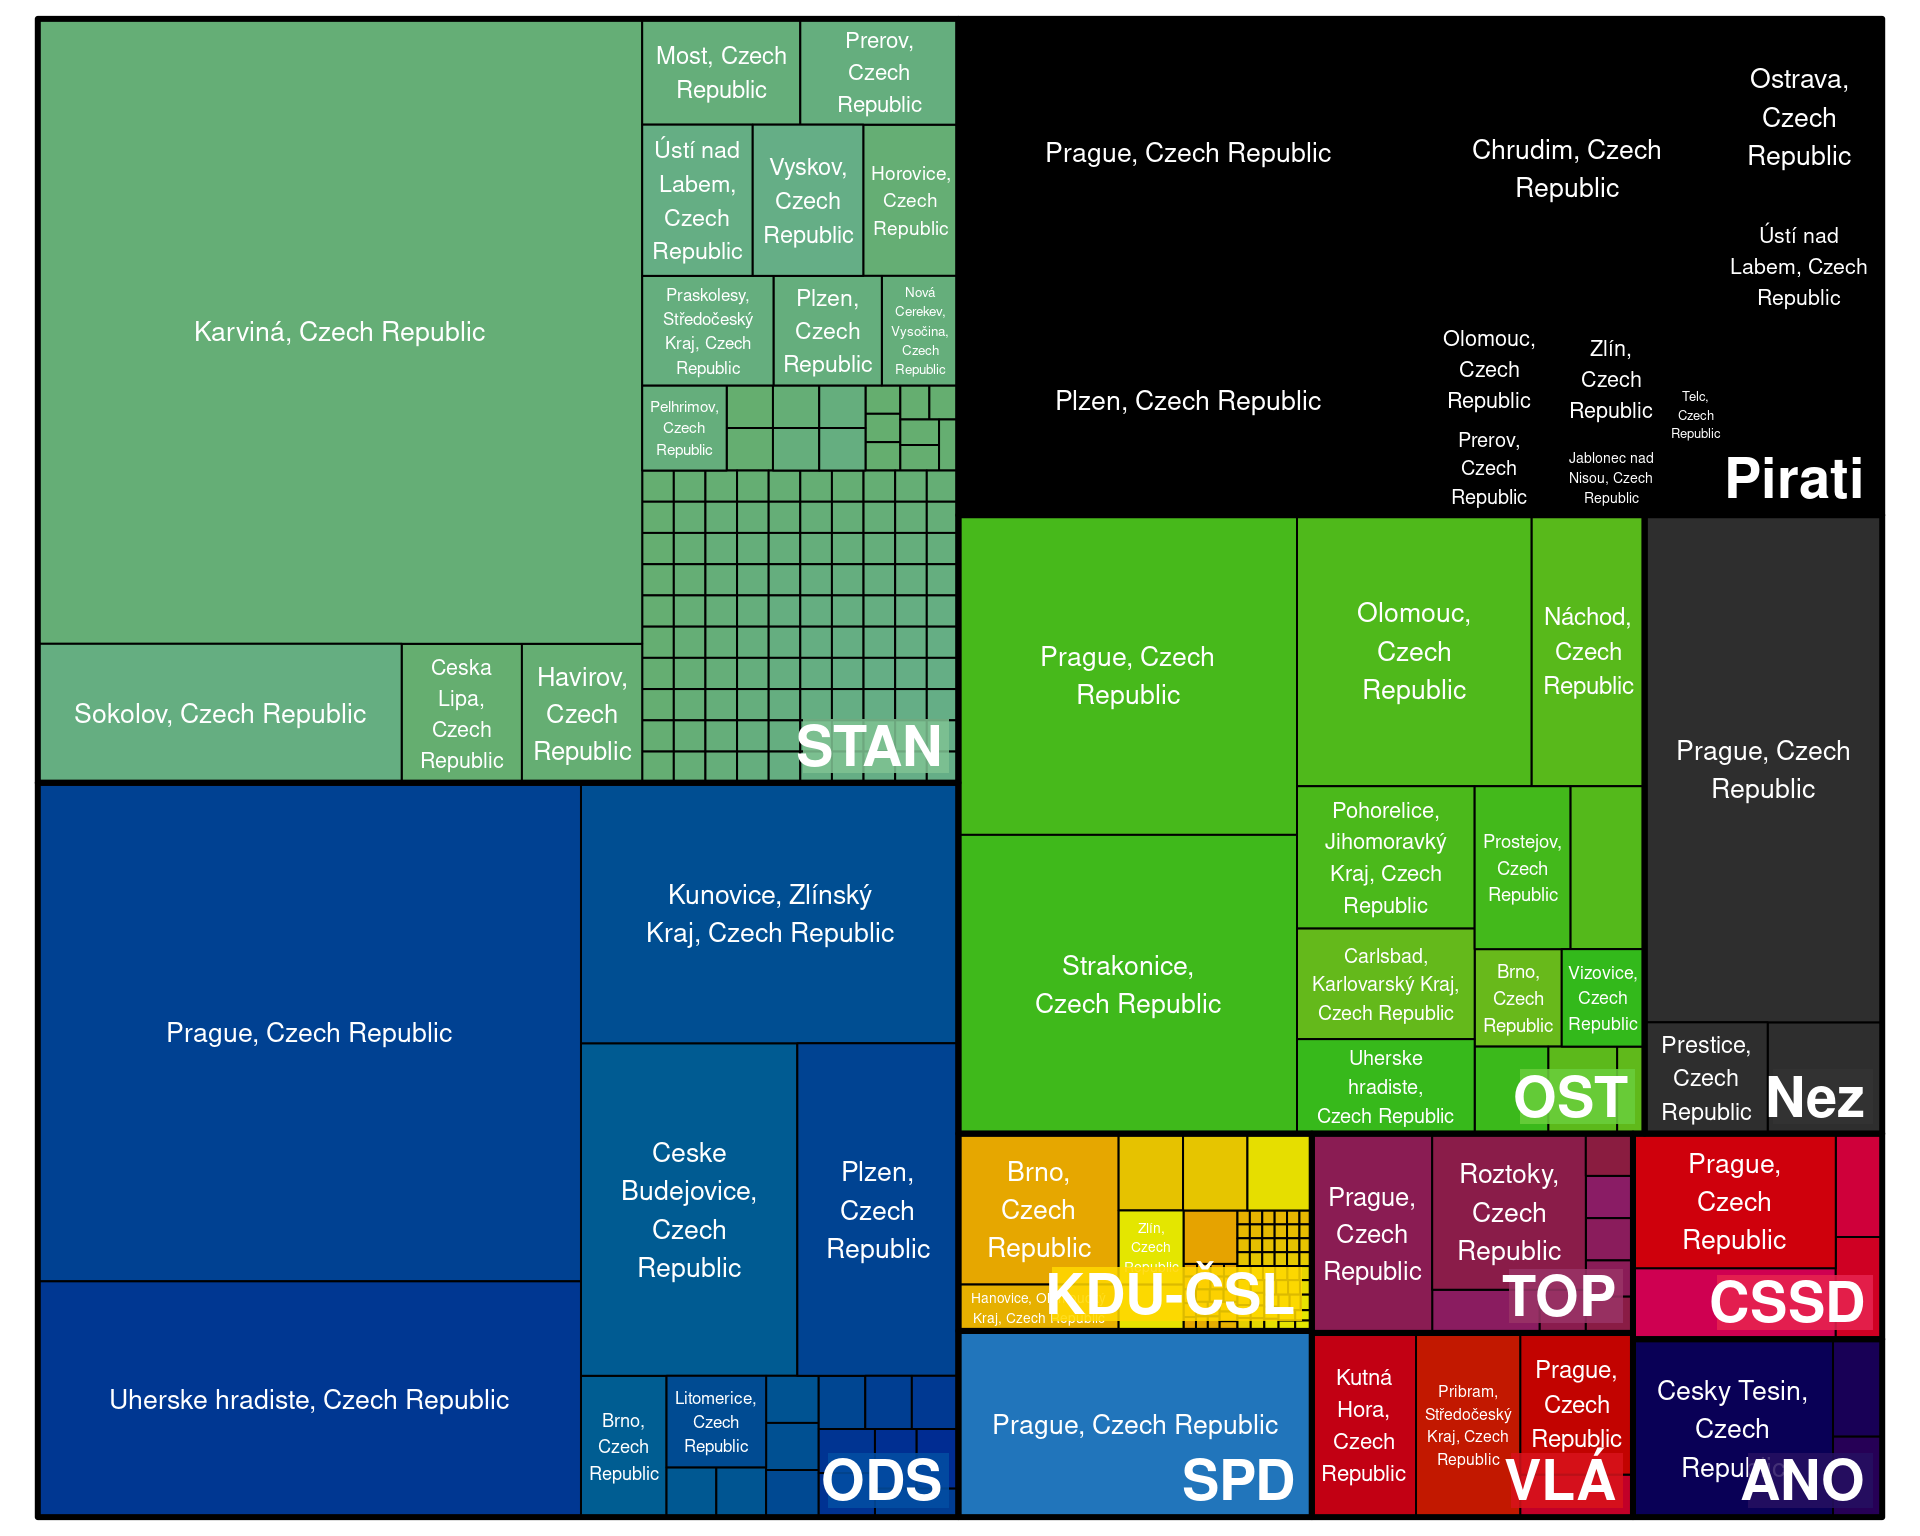 Karviná, Czech Republic
Sokolov, Czech Republic
Ceska
Lipa,
Czech
Republic
Havirov,
Czech
Republic
Most, Czech
Republic
Prerov,
Czech
Republic
Ústí nad
Labem,
Czech
Republic
Vyskov,
Czech
Republic
Horovice,
Czech
Republic
Praskolesy,
Středočeský
Kraj, Czech
Republic
Plzen,
Czech
Republic
Nová
Cerekev,
Vysočina,
Czech
Republic
Pelhrimov,
Czech
Republic
STAN
Prague, Czech Republic
Uherske hradiste, Czech Republic
Kunovice, Zlínský
Kraj, Czech Republic
Ceske
Budejovice,
Czech
Republic
Plzen,
Czech
Republic
Brno,
Czech
Republic
Litomerice,
Czech
Republic
ODS
Prague, Czech Republic
Plzen, Czech Republic
Chrudim, Czech
Republic
Ostrava,
Czech
Republic
Ústí nad
Labem, Czech
Republic
Olomouc,
Czech
Republic
Zlín,
Czech
Republic
Telc,
Czech
Republic
Prerov,
Czech
Republic
Jablonec nad
Nisou, Czech
Republic
Pirati
Prague, Czech
Republic
Strakonice,
Czech Republic
Olomouc,
Czech
Republic
Náchod,
Czech
Republic
Pohorelice,
Jihomoravký
Kraj, Czech
Republic
Prostejov,
Czech
Republic
Carlsbad,
Karlovarský Kraj,
Czech Republic
Brno,
Czech
Republic
Vizovice,
Czech
Republic
Uherske
hradiste,
Czech Republic
OST
Prague, Czech
Republic
Prestice,
Czech
Republic
Nez
Brno,
Czech
Republic
Zlín,
Czech
Republic
Hanovice,
Kraj, Czech Republic
KDU-ČSL
Prague,
Czech
Republic
Roztoky,
Czech
Republic
TOP
Prague,
Czech
Republic
CSSD
Prague, Czech Republic
SPD
Kutná
Hora,
Czech
Republic
Pribram,
Středočeský
Kraj, Czech
Republic
Prague,
Czech
Republic
VLÁ
Cesky Tesin,
Czech
Republic
ANO